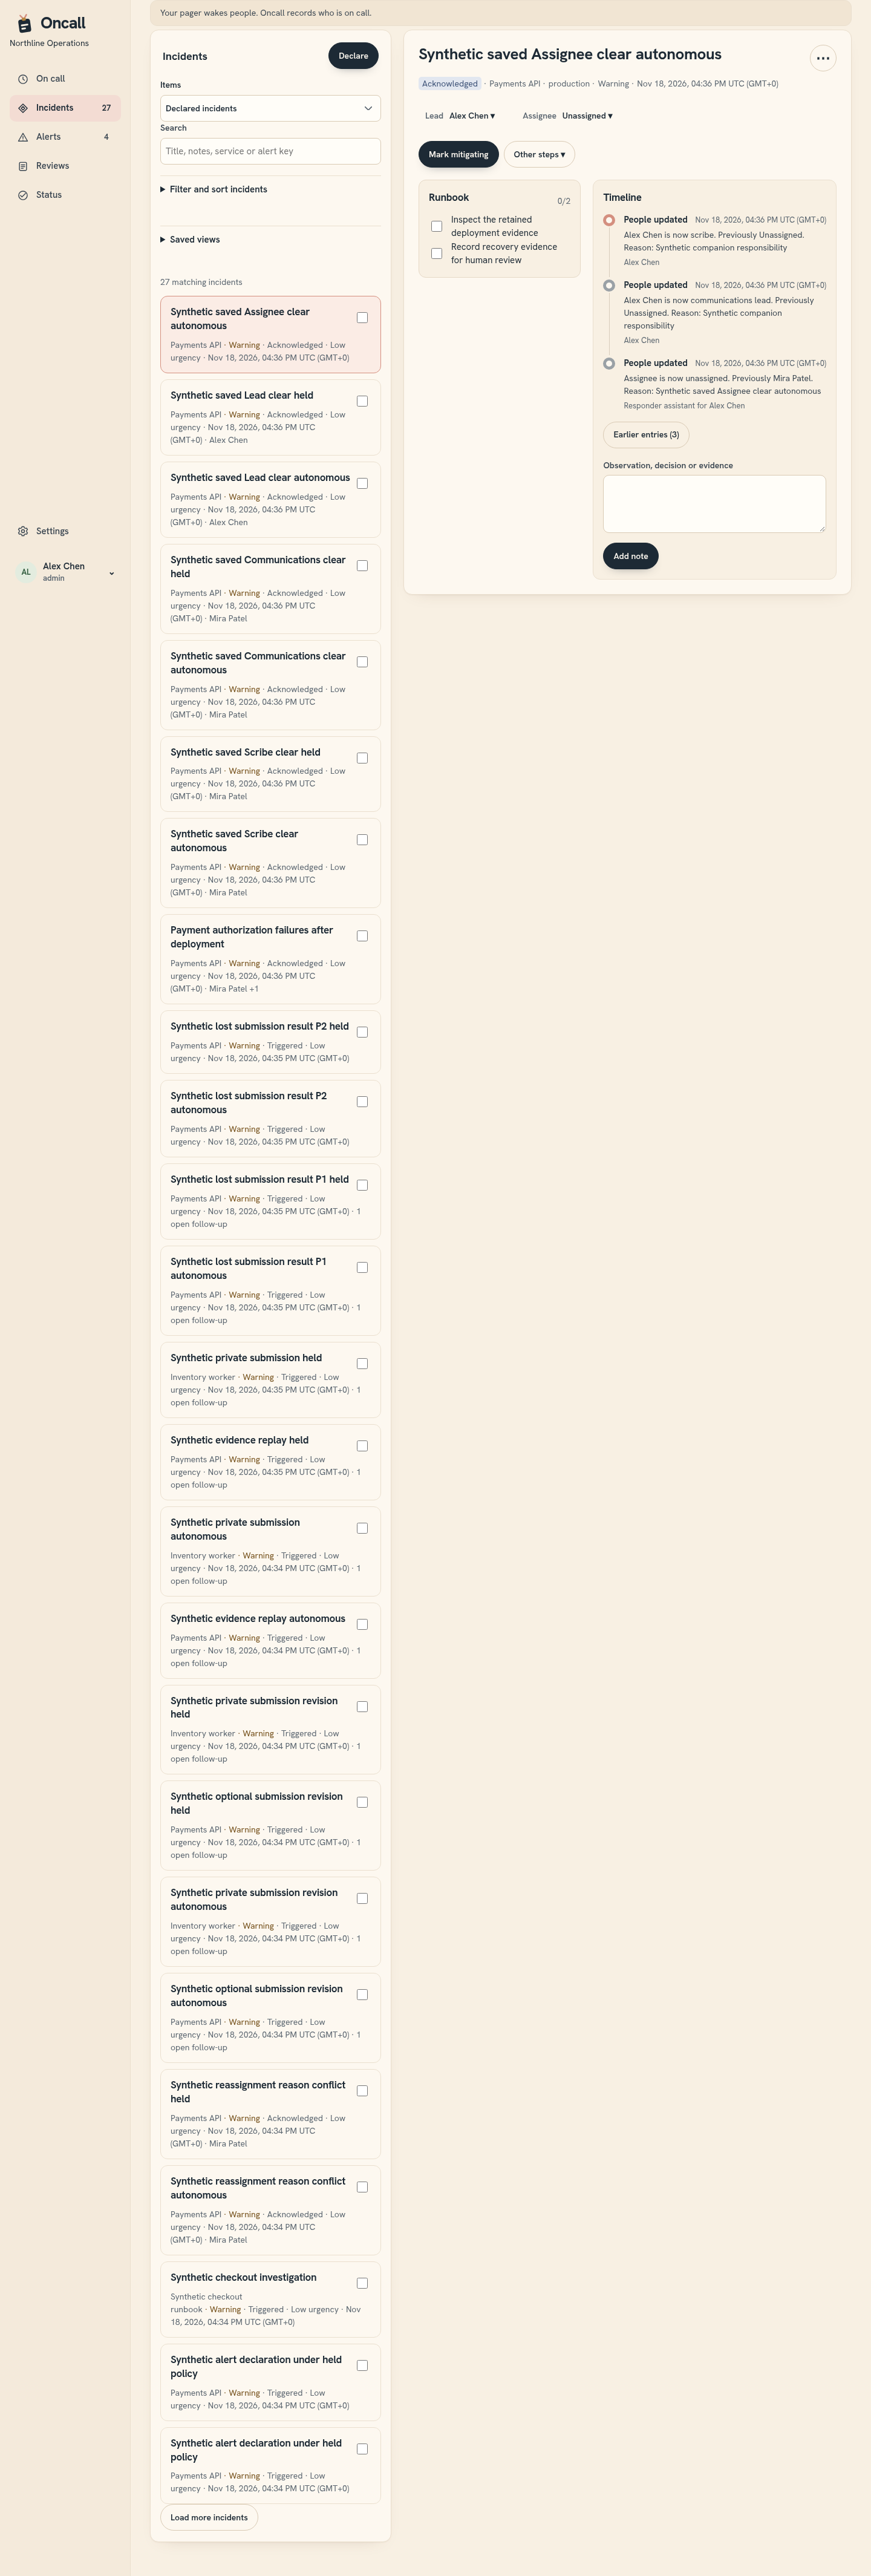 Oncall
Northline Operations
On call
Incidents 27
Alerts 4
Reviews
Status
Settings
AL
Alex Chen
admin
Your pager wakes people. Oncall records who is on call.
Incidents
Declare
Items
Declared incidents
Search
Title, notes, service or alert key
Filter and sort incidents
Saved views
27 matching incidents
Synthetic saved Assignee clear
autonomous
Payments API · Warning · Acknowledged · Low
urgency · Nov 18, 2026, 04:36 PM UTC (GMT+0)
Synthetic saved Lead clear held
Payments API · Warning · Acknowledged · Low
urgency · Nov 18, 2026, 04:36 PM UTC
(GMT+0) · Alex Chen
Synthetic saved Lead clear autonomous
Payments API · Warning · Acknowledged · Low
urgency · Nov 18, 2026, 04:36 PM UTC
(GMT+0) · Alex Chen
Synthetic saved Communications clear
held
Payments API · Warning · Acknowledged · Low
urgency · Nov 18, 2026, 04:36 PM UTC
(GMT+0) · Mira Patel
Synthetic saved Communications clear
autonomous
Payments API · Warning · Acknowledged · Low
urgency · Nov 18, 2026, 04:36 PM UTC
(GMT+0) · Mira Patel
Synthetic saved Scribe clear held
Payments API · Warning · Acknowledged · Low
urgency · Nov 18, 2026, 04:36 PM UTC
(GMT+0) · Mira Patel
Synthetic saved Scribe clear
autonomous
Payments API · Warning · Acknowledged · Low
urgency · Nov 18, 2026, 04:36 PM UTC
(GMT+0) · Mira Patel
Payment authorization failures after
deployment
Payments API · Warning · Acknowledged · Low
urgency · Nov 18, 2026, 04:36 PM UTC
(GMT+0) · Mira Patel +1
Synthetic lost submission result P2 held
Payments API · Warning · Triggered · Low
urgency · Nov 18, 2026, 04:35 PM UTC (GMT+0)
Synthetic lost submission result P2
autonomous
Payments API · Warning · Triggered · Low
urgency · Nov 18, 2026, 04:35 PM UTC (GMT+0)
Synthetic lost submission result P1 held
Payments API · Warning · Triggered · Low
urgency · Nov 18, 2026, 04:35 PM UTC (GMT+0) · 1
open follow-up
Synthetic lost submission result P1
autonomous
Payments API · Warning · Triggered · Low
urgency · Nov 18, 2026, 04:35 PM UTC (GMT+0) · 1
open follow-up
Synthetic private submission held
Inventory worker · Warning · Triggered · Low
urgency · Nov 18, 2026, 04:35 PM UTC (GMT+0) · 1
open follow-up
Synthetic evidence replay held
Payments API · Warning · Triggered · Low
urgency · Nov 18, 2026, 04:35 PM UTC (GMT+0) · 1
open follow-up
Synthetic private submission
autonomous
Inventory worker · Warning · Triggered · Low
urgency · Nov 18, 2026, 04:34 PM UTC (GMT+0) · 1
open follow-up
Synthetic evidence replay autonomous
Payments API · Warning · Triggered · Low
urgency · Nov 18, 2026, 04:34 PM UTC (GMT+0) · 1
open follow-up
Synthetic private submission revision
held
Inventory worker · Warning · Triggered · Low
urgency · Nov 18, 2026, 04:34 PM UTC (GMT+0) · 1
open follow-up
Synthetic optional submission revision
held
Payments API · Warning · Triggered · Low
urgency · Nov 18, 2026, 04:34 PM UTC (GMT+0) · 1
open follow-up
Synthetic private submission revision
autonomous
Inventory worker · Warning · Triggered · Low
urgency · Nov 18, 2026, 04:34 PM UTC (GMT+0) · 1
open follow-up
Synthetic optional submission revision
autonomous
Payments API · Warning · Triggered · Low
urgency · Nov 18, 2026, 04:34 PM UTC (GMT+0) · 1
open follow-up
Synthetic reassignment reason conflict
held
Payments API · Warning · Acknowledged · Low
urgency · Nov 18, 2026, 04:34 PM UTC
(GMT+0) · Mira Patel
Synthetic reassignment reason conflict
autonomous
Payments API · Warning · Acknowledged · Low
urgency · Nov 18, 2026, 04:34 PM UTC
(GMT+0) · Mira Patel
Synthetic checkout investigation
Synthetic checkout
runbook · Warning · Triggered · Low urgency · Nov
18, 2026, 04:34 PM UTC (GMT+0)
Synthetic alert declaration under held
policy
Payments API · Warning · Triggered · Low
urgency · Nov 18, 2026, 04:34 PM UTC (GMT+0)
Synthetic alert declaration under held
policy
Payments API · Warning · Triggered · Low
urgency · Nov 18, 2026, 04:34 PM UTC (GMT+0)
Load more incidents
Synthetic saved Assignee clear autonomous
Acknowledged · Payments API · production · Warning · Nov 18, 2026, 04:36 PM UTC (GMT+0)
Lead Alex Chen ▾ Assignee Unassigned ▾
Mark mitigating
Other steps ▾
Runbook 0/2
Inspect the retained
deployment evidence
Record recovery evidence
for human review
Timeline
People updated Nov 18, 2026, 04:36 PM UTC (GMT+0)
Alex Chen is now scribe. Previously Unassigned.
Reason: Synthetic companion responsibility
Alex Chen
People updated Nov 18, 2026, 04:36 PM UTC (GMT+0)
Alex Chen is now communications lead. Previously
Unassigned. Reason: Synthetic companion
responsibility
Alex Chen
People updated Nov 18, 2026, 04:36 PM UTC (GMT+0)
Assignee is now unassigned. Previously Mira Patel.
Reason: Synthetic saved Assignee clear autonomous
Responder assistant for Alex Chen
Earlier entries (3)
Observation, decision or evidence
Add note